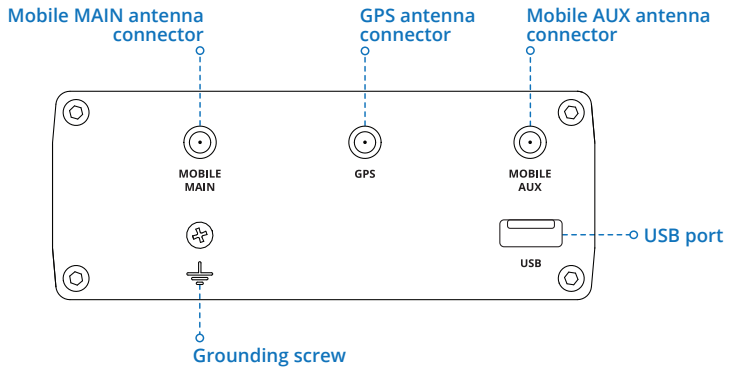 Mobile MAIN antenna
connector
GPS antenna
connector
Mobile AUX antenna
connector
MOBILE
MAIN
GPS
MOBILE
AUX
USB port
USB
Grounding screw